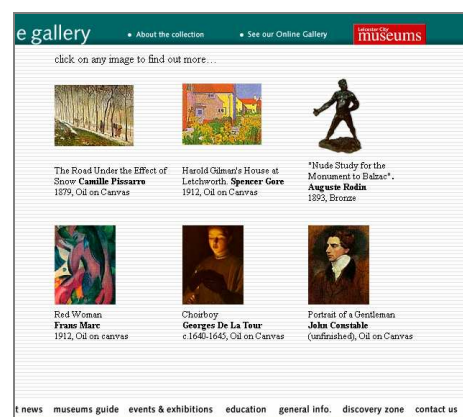 e gallery
• About the collection
• See our Online Gallery
Leicester City
museums
click on any image to find out more...
The Road Under the Effect of
Snow Camille Pissarro
1879, Oil on Canvas
Harold Gilman's House at
Letchworth. Spencer Gore
1912, Oil on Canvas
"Nude Study for the
Monument to Balzac".
Auguste Rodin
1893, Bronze
Red Woman
Frans Marc
1912, Oil on canvas
Choirboy
Georges De La Tour
c.1640-1645, Oil on Canvas
Portrait of a Gentleman
John Constable
(unfinished), Oil on Canvas
t news museums guide events & exhibitions education general info. discovery zone contact us